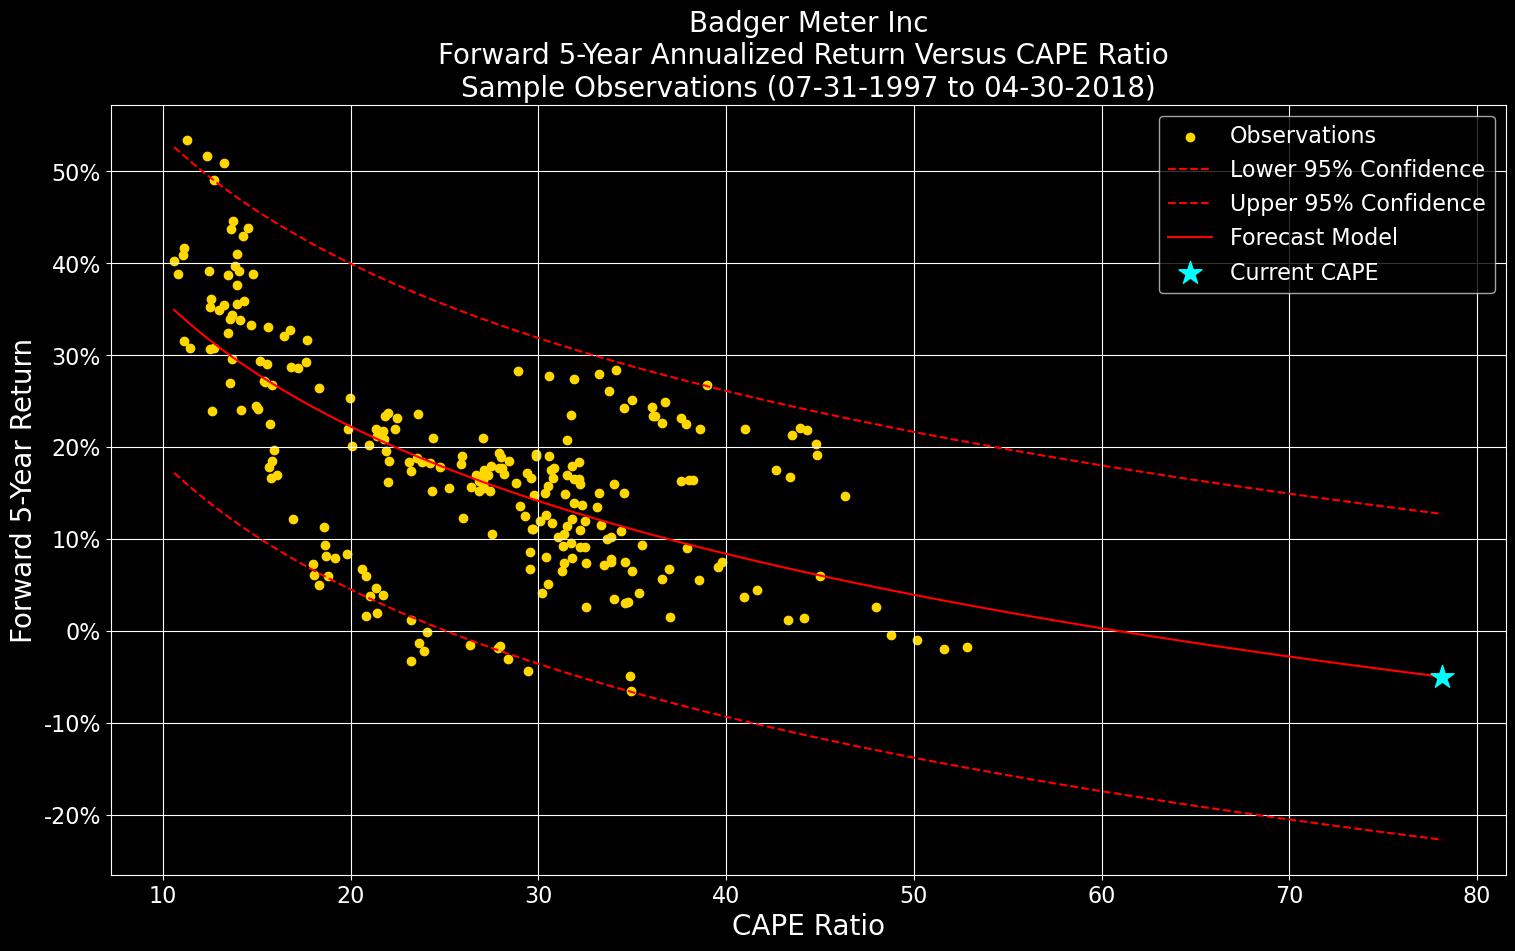 Badger Meter Inc
Forward 5-Year Annualized Return Versus CAPE Ratio
Sample Observations (07-31-1997 to 04-30-2018)
Observations
Lower 95% Confidence
Upper 95% Confidence
Forecast Model
Current CAPE
Forward 5-Year Return
50%
40%
30%
20%
10%
0%
-10%
-20%
10 20 30 40 50 60 70 80
CAPE Ratio